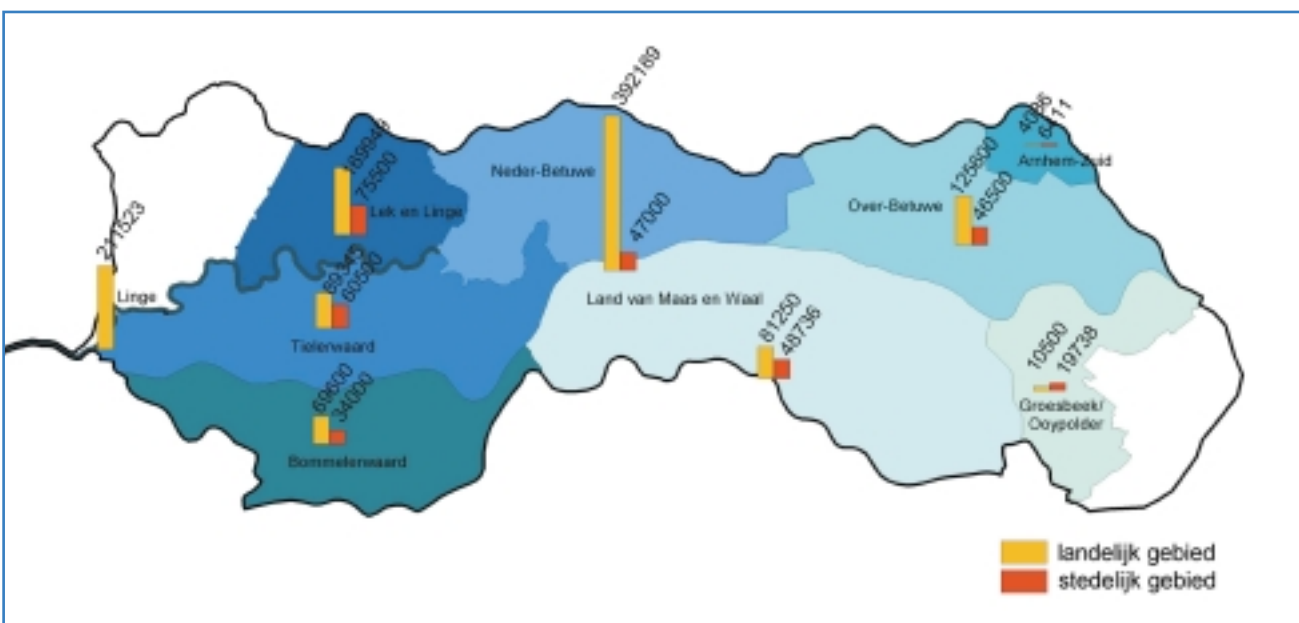 392189
47000
Neder-Betuwe
75500
Lek en Linge
211523
Linge
60500
Tielerwaard
69600
34000
Bommelerwaard
Land van Maas en Waal
81250
48736
125600
46500
Over-Betuwe
Arnhem-Zuid
10500
19738
Groesbeek/
Ooypolder
landelijk gebied
stedelijk gebied